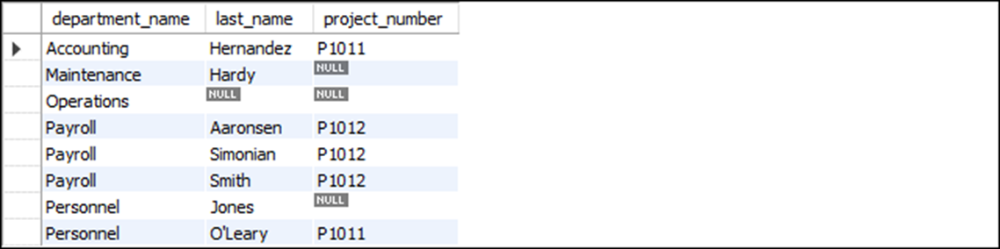 department_name last_name project_number
Accounting Hernandez P1011
Maintenance Hardy NULL
Operations NULL NULL
Payroll Aaronsen P1012
Payroll Simonian P1012
Payroll Smith P1012
Personnel Jones NULL
Personnel O'Leary P1011